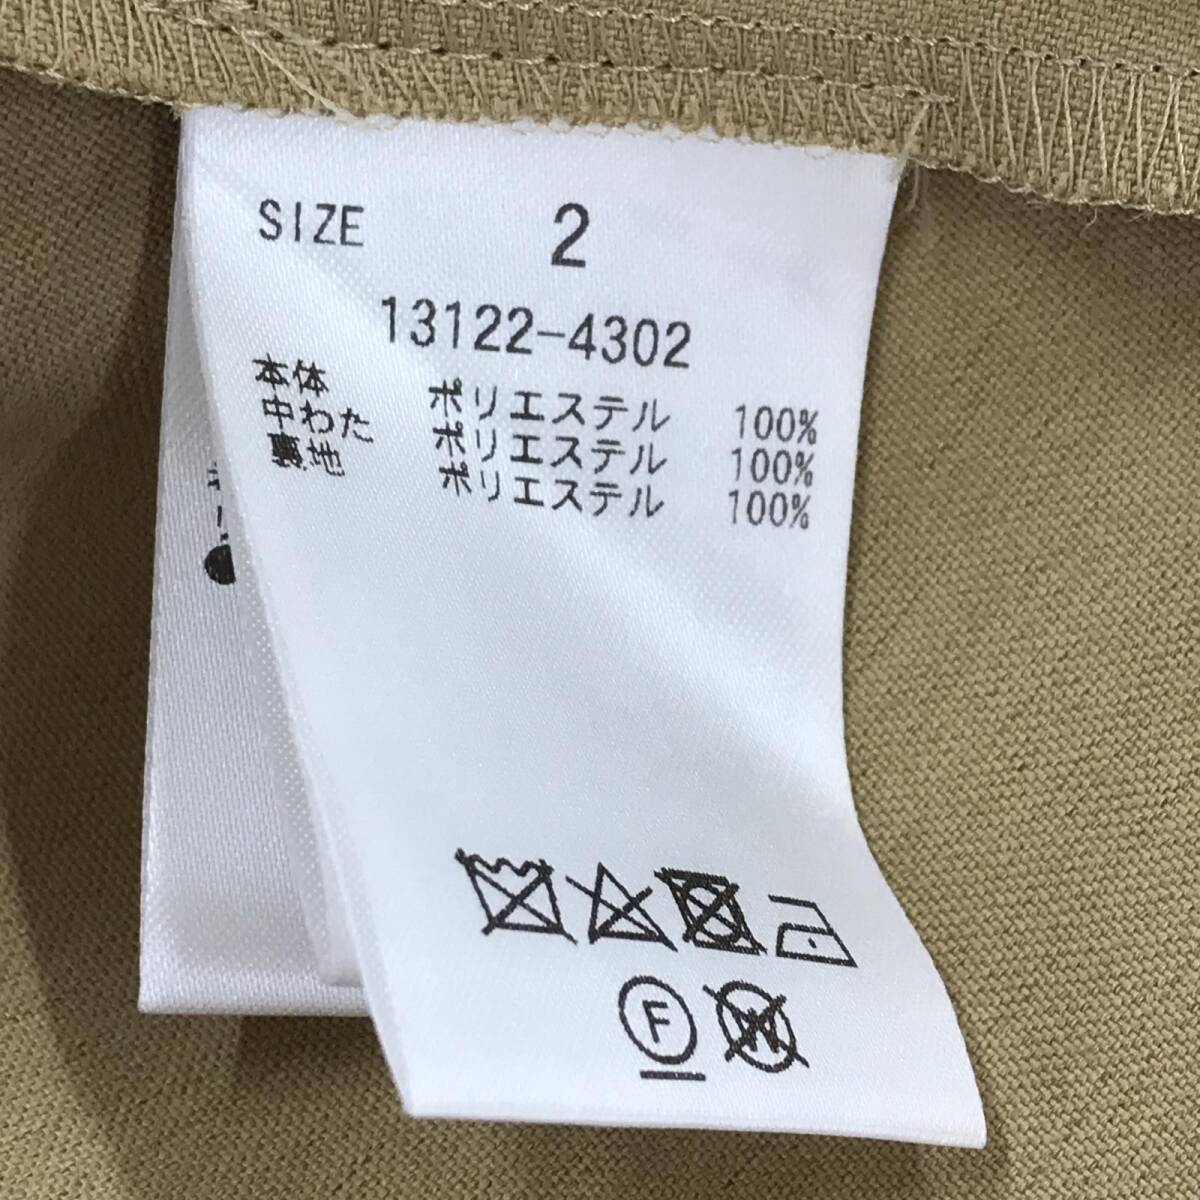 SIZE 2
13122-4302
本体 ポリエステル 100%
中わた ポリエステル 100%
裏地 ポリエステル 100%
F
W